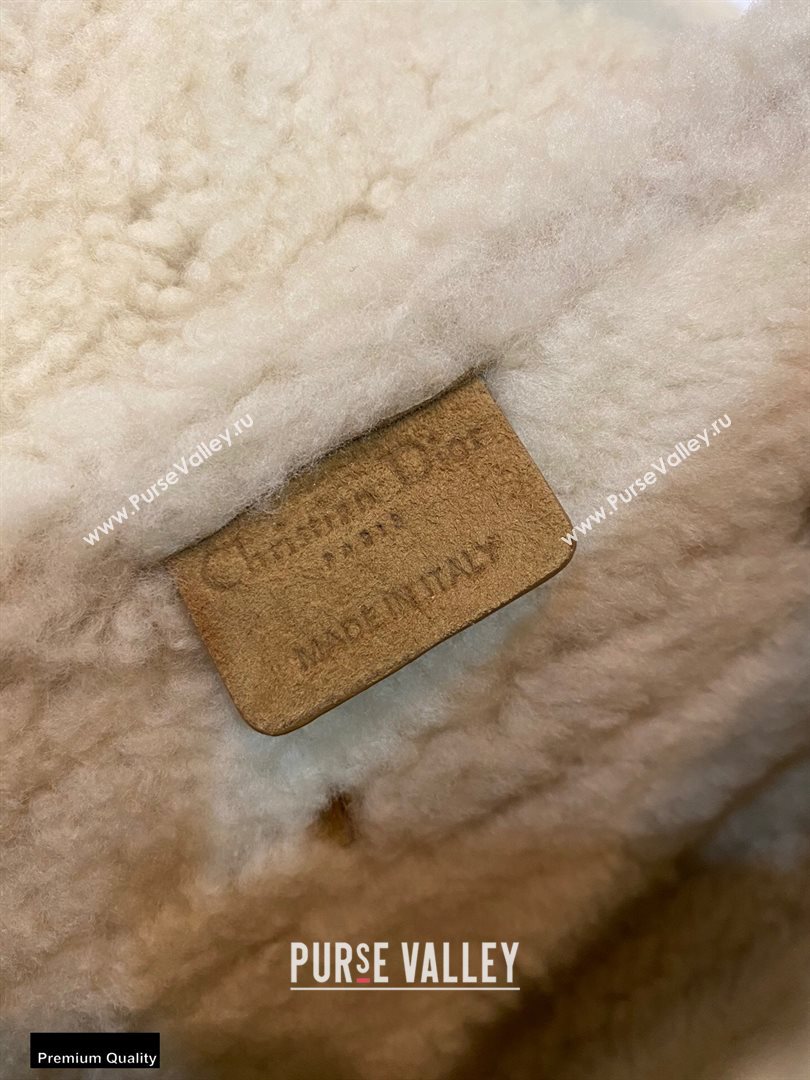 www.PurseValley.ru
www.PurseValley.ru
Christian Dior
PARIS
MADE IN ITALY
PURSE VALLEY
Premium Quality